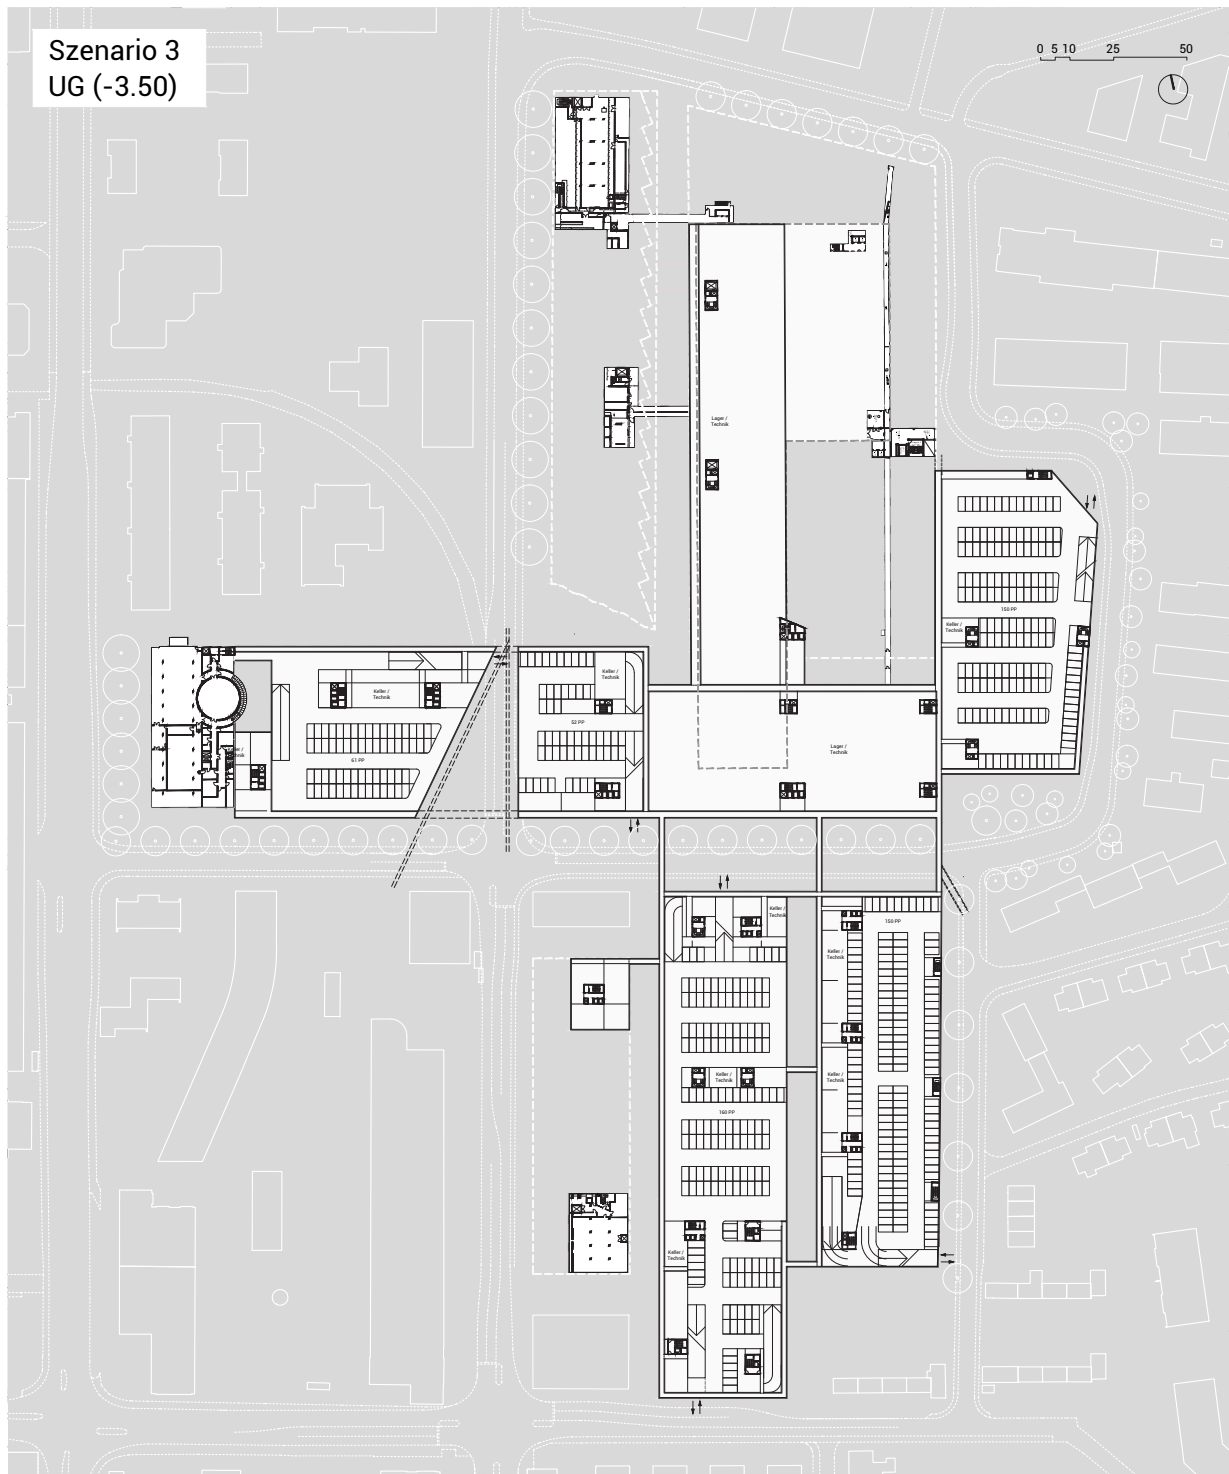 Szenario 3
UG (-3.50)
0 5 10 25 50
Lager /
Technik
150 PP
Keller /
Technik
Keller /
Technik
Keller /
Technik
52 PP
61 PP
Lager /
Technik
Keller /
Technik
150 PP
Keller /
Technik
Keller /
Technik
Keller /
Technik
160 PP
Keller /
Technik